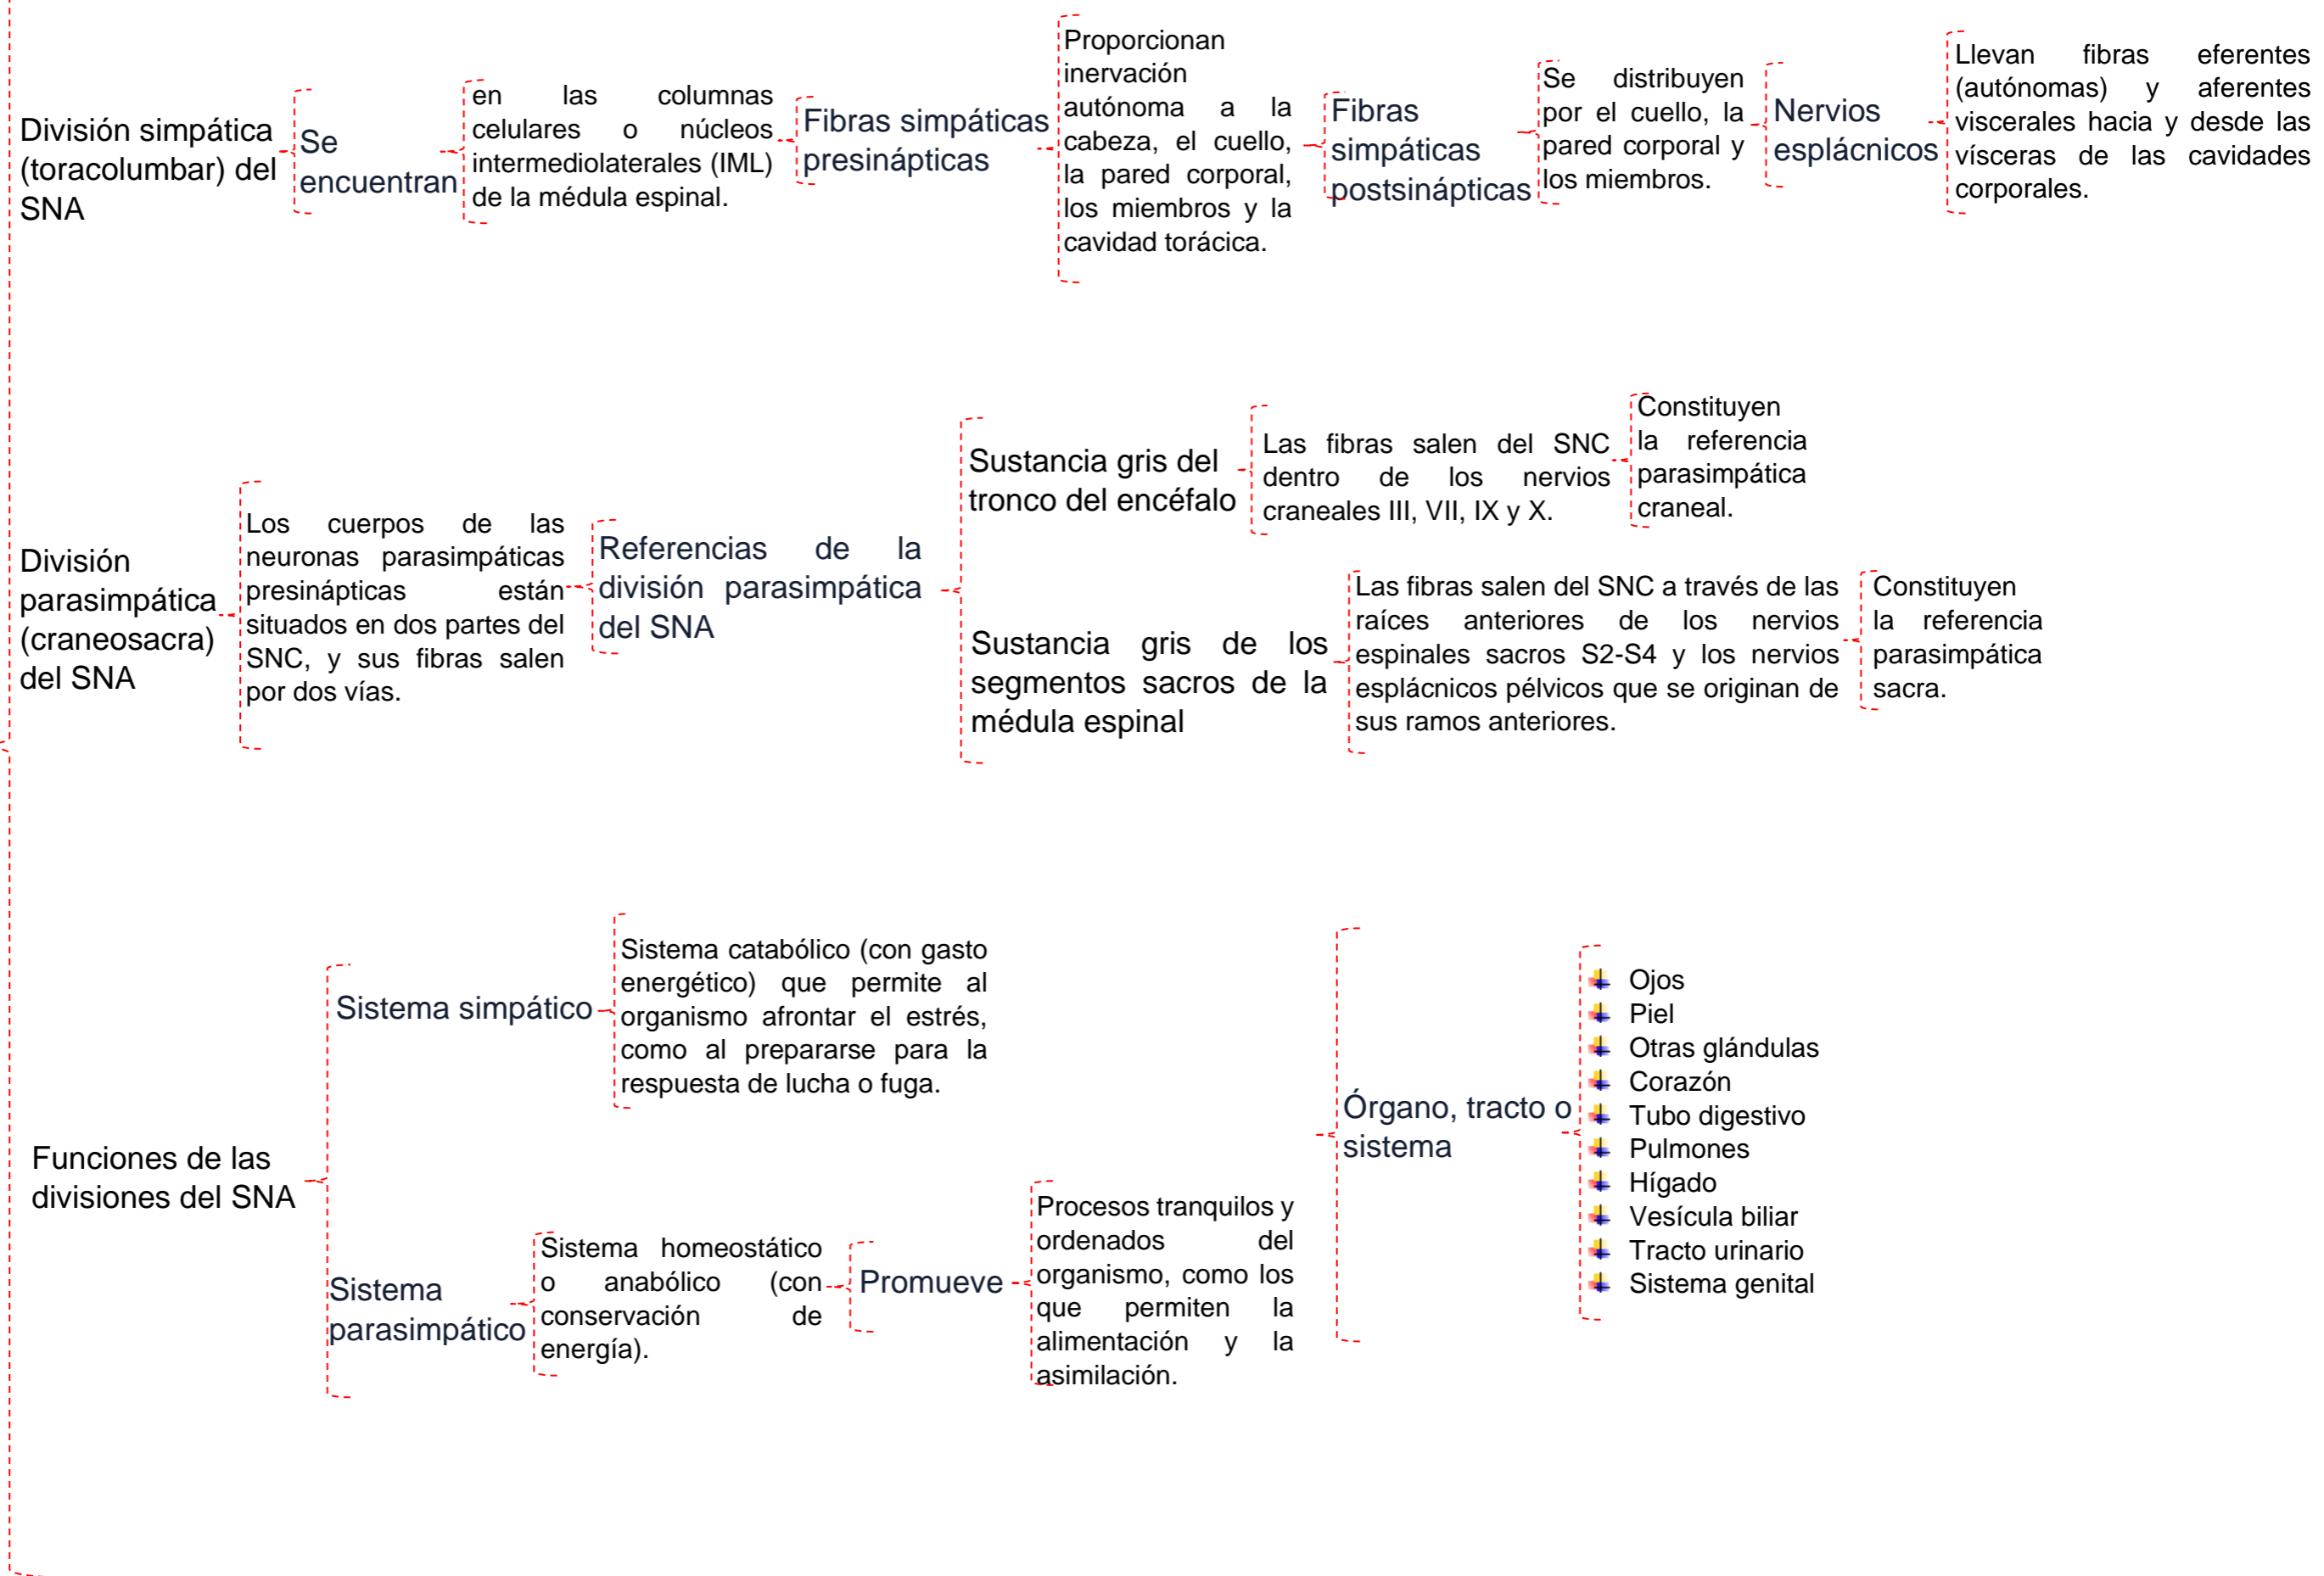 División simpática
(toracolumbar) del
SNA
Se
encuentran
en las columnas
celulares o núcleos
intermediolaterales (IML)
de la médula espinal.
Fibras simpáticas
presinápticas
Proporcionan
inervación
autónoma a la
cabeza, el cuello,
la pared corporal,
los miembros y la
cavidad torácica.
Fibras
simpáticas
postsinápticas
Se distribuyen
por el cuello, la
pared corporal y
los miembros.
Nervios
esplácnicos
Llevan fibras eferentes
(autónomas) y aferentes
viscerales hacia y desde las
vísceras de las cavidades
corporales.
División
parasimpática
(craneosacra)
del SNA
Los cuerpos de las
neuronas parasimpáticas
presinápticas están
situados en dos partes del
SNC, y sus fibras salen
por dos vías.
Referencias de la
división parasimpática
del SNA
Sustancia gris del
tronco del encéfalo
Las fibras salen del SNC
dentro de los nervios
craneales III, VII, IX y X.
Constituyen
la referencia
parasimpática
craneal.
Sustancia gris de los
segmentos sacros de la
médula espinal
Las fibras salen del SNC a través de las
raíces anteriores de los nervios
espinales sacros S2-S4 y los nervios
esplácnicos pélvicos que se originan de
sus ramos anteriores.
Constituyen
la referencia
parasimpática
sacra.
Funciones de las
divisiones del SNA
Sistema simpático
Sistema catabólico (con gasto
energético) que permite al
organismo afrontar el estrés,
como al prepararse para la
respuesta de lucha o fuga.
Sistema
parasimpático
Sistema homeostático
o anabólico (con
conservación de
energía).
Promueve
Procesos tranquilos y
ordenados del
organismo, como los
que permiten la
alimentación y la
asimilación.
Órgano, tracto o
sistema
Ojos
Piel
Otras glándulas
Corazón
Tubo digestivo
Pulmones
Hígado
Vesícula biliar
Tracto urinario
Sistema genital